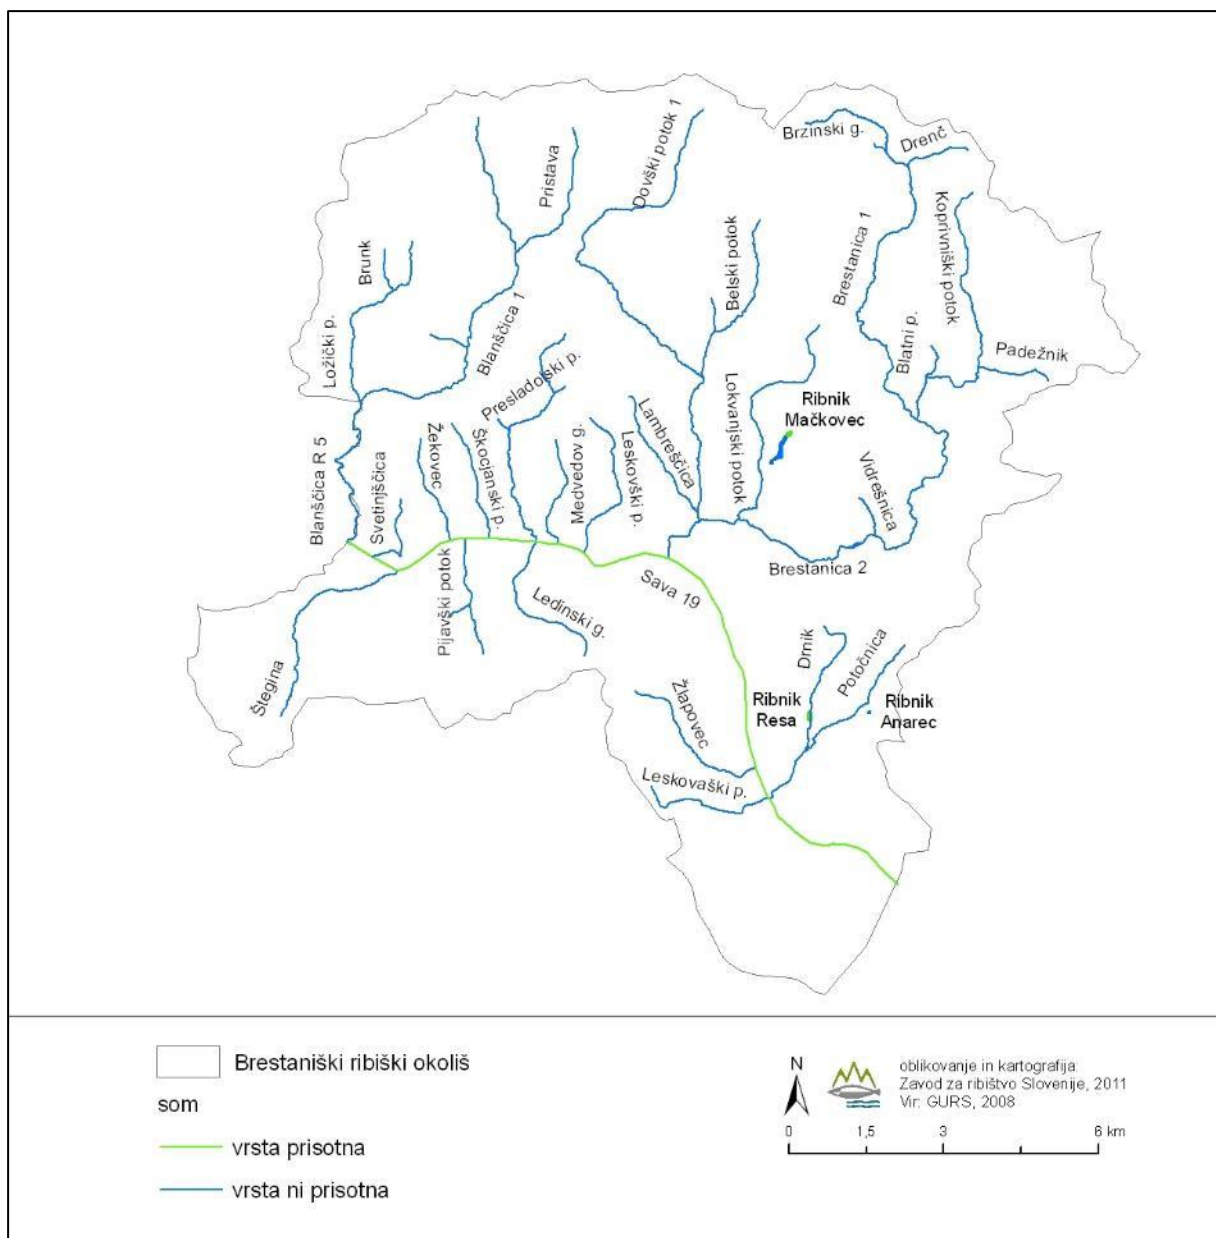 Brzinski g.
Drenč
Dovški potok 1
Pristava
Koprivniški potok
Brestanica 1
Belski potok
Brunk
Ložički p.
Blanščica 1
Blatni p.
Padežnik
Presladolski p.
Lokvanjski potok
Ribnik
Mačkovec
Lambreščica
Žekovec
Škocjanski p.
Medvedov g.
Leskovški p.
Blanščica R 5
Svetinjščica
Vidrešnica
Brestanica 2
Pijavški potok
Ledinski g.
Sava 19
Štegina
Drnik
Potočnica
Žlapovec
Ribnik
Resa
Ribnik
Anarec
Leskovaški p.
Brestaniški ribiški okoliš
som
vrsta prisotna
vrsta ni prisotna
N
oblikovanje in kartografija:
Zavod za ribištvo Slovenije, 2011
Vir: GURS, 2008
0 1,5 3 6 km